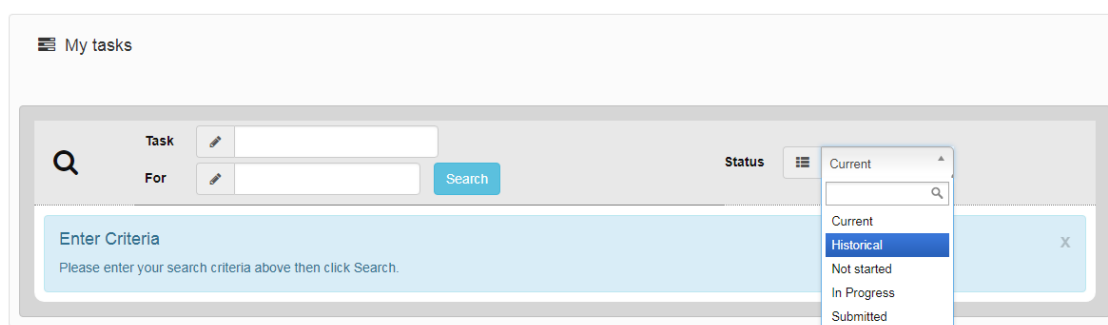 My tasks
Task
For
Search
Status
Current
Current
Historical
Not started
In Progress
Submitted
Enter Criteria
x
Please enter your search criteria above then click Search.